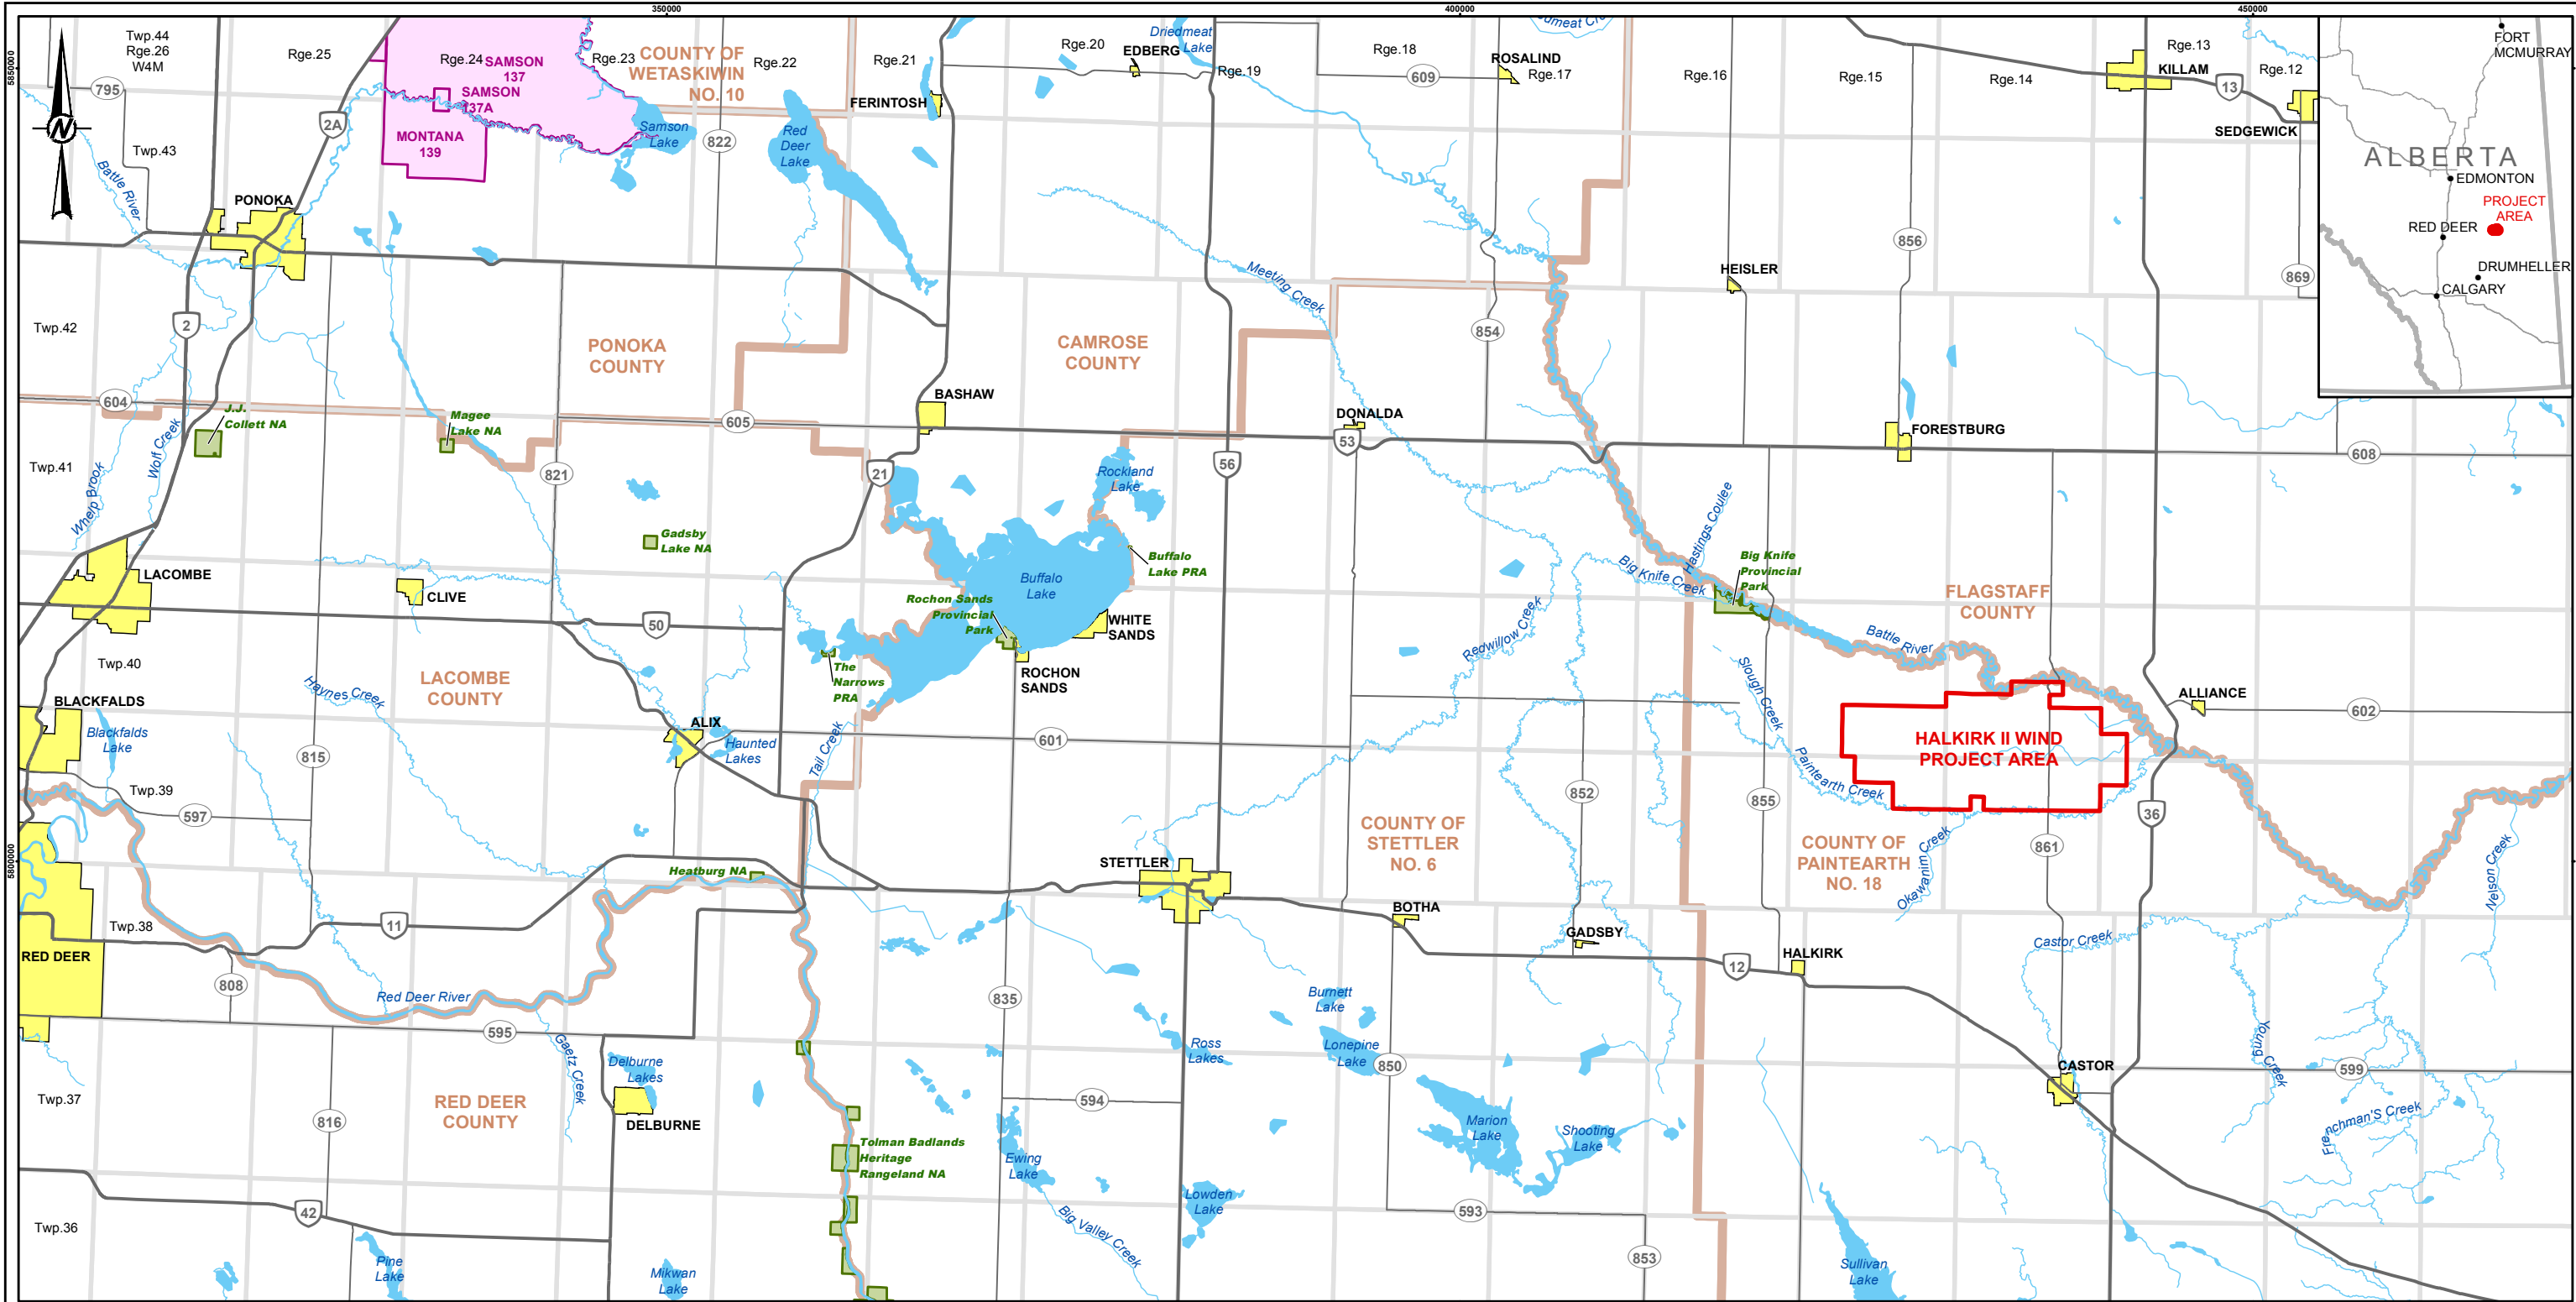 350000
400000
450000
5850000
5800000
N
Twp.44
Rge.26
W4M
Rge.25
Rge.24
Rge.23
Rge.22
Rge.21
Rge.20
Rge.19
Rge.18
Rge.17
Rge.16
Rge.15
Rge.14
Rge.13
Rge.12
SAMSON
137
SAMSON
137A
MONTANA
139
COUNTY OF
WETASKIWIN
NO. 10
Driedmeat
Lake
EDBERG
ROSALIND
KILLAM
SEDGEWICK
FERINTOSH
795
2A
822
609
13
Twp.43
Battle River
Samson
Lake
Red
Deer
Lake
PONOKA
Meeting Creek
HEISLER
856
869
854
Twp.42
2
PONOKA
COUNTY
CAMROSE
COUNTY
ALBERTA
FORT
MCMURRAY
EDMONTON
PROJECT
AREA
RED DEER
DRUMHELLER
CALGARY
604
J.J.
Collett NA
Magee
Lake NA
605
BASHAW
DONALDA
53
FORESTBURG
608
Twp.41
Whelp Brook
Wolf Creek
821
21
56
Rockland
Lake
Gadsby
Lake NA
Buffalo
Lake PRA
Buffalo
Lake
Hastings Coulee
Big Knife Creek
Big Knife
Provincial
Park
FLAGSTAFF
COUNTY
LACOMBE
CLIVE
50
Rochon Sands
Provincial
Park
WHITE
SANDS
ROCHON
SANDS
Redwillow Creek
Battle River
Twp.40
LACOMBE
COUNTY
Haynes Creek
The
Narrows
PRA
Slough Creek
BLACKFALDS
Blackfalds
Lake
ALIX
Haunted
Lakes
Tail Creek
601
Paintearth Creek
HALKIRK II WIND
PROJECT AREA
ALLIANCE
602
815
Twp.39
597
852
855
36
COUNTY OF
STETTLER
NO. 6
COUNTY OF
PAINTEARTH
NO. 18
861
Okawanim Creek
Nelson Creek
Heatburg NA
STETTLER
BOTHA
GADSBY
HALKIRK
12
Castor Creek
Twp.38
11
RED DEER
808
Red Deer River
835
Burnett
Lake
595
Gaetz Creek
Delburne
Lakes
Ross
Lakes
Lonepine
Lake
850
Young Creek
CASTOR
599
Twp.37
816
RED DEER
COUNTY
DELBURNE
594
Marion
Lake
Shooting
Lake
Frenchman'S Creek
Tolman Badlands
Heritage
Rangeland NA
Ewing
Lake
Lowden
Lake
Big Valley Creek
593
Twp.36
42
Pine
Lake
Mikwan
Lake
853
Sullivan
Lake